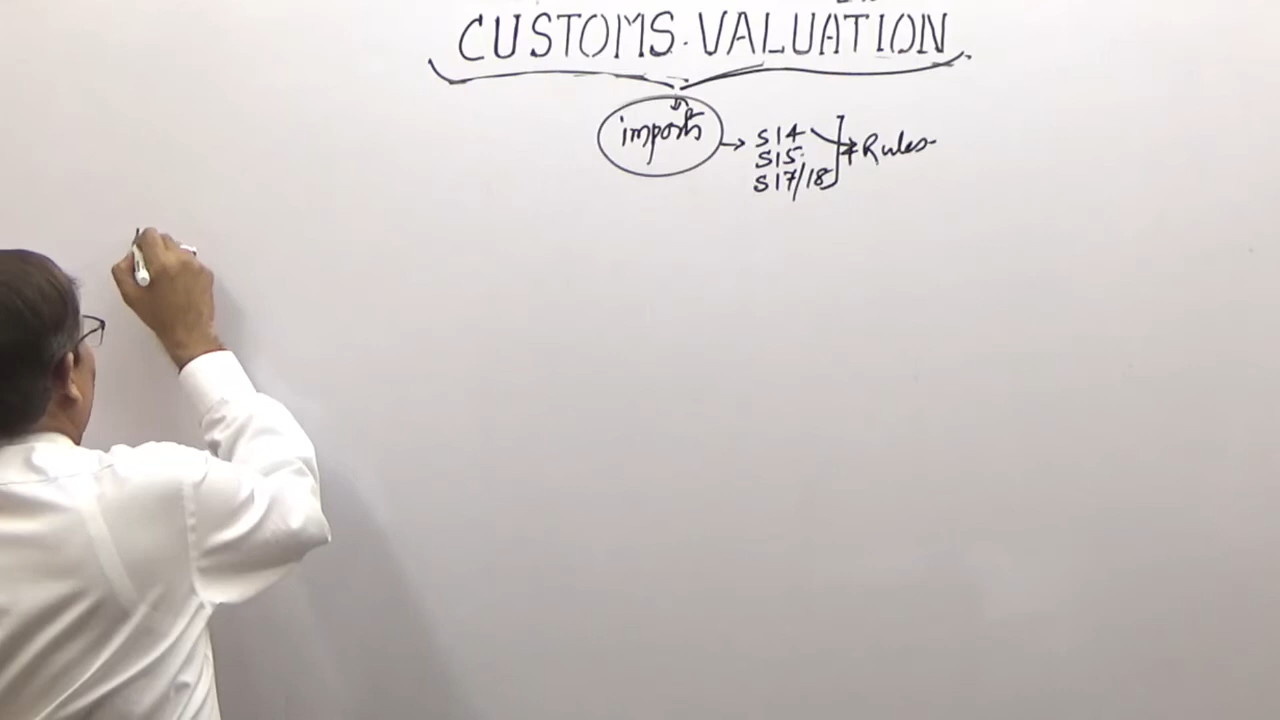 CUSTOMS VALUATION
imports → S14
S15
S17/18
Rules